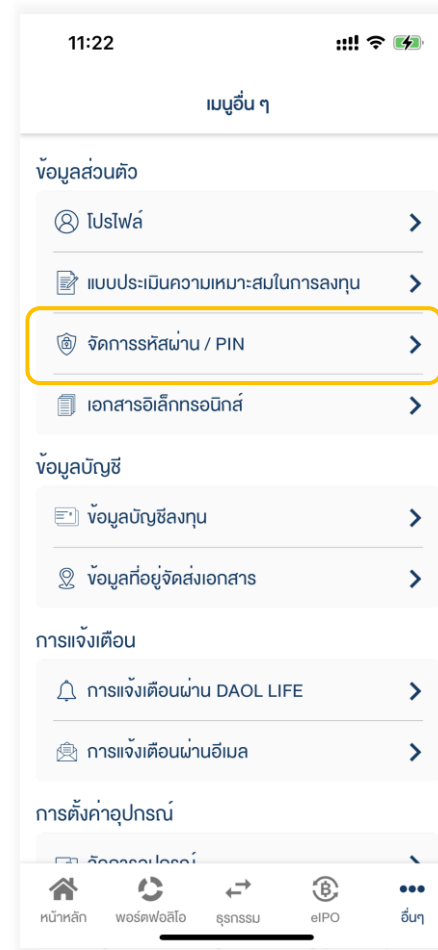 11:22
เมนูอื่น ๆ
ข้อมูลส่วนตัว
โปรไฟล์
แบบประเมินความเหมาะสมในการลงทุน
จัดการรหัสผ่าน / PIN
เอกสารอิเล็กทรอนิกส์
ข้อมูลบัญชี
ข้อมูลบัญชีลงทุน
ข้อมูลที่อยู่จัดส่งเอกสาร
การแจ้งเตือน
การแจ้งเตือนผ่าน DAOL LIFE
การแจ้งเตือนผ่านอีเมล
การตั้งค่าอุปกรณ์
จัดการอุปกรณ์
หน้าหลัก พอร์ตฟอลิโอ ธุรกรรม eIPO อื่นๆ